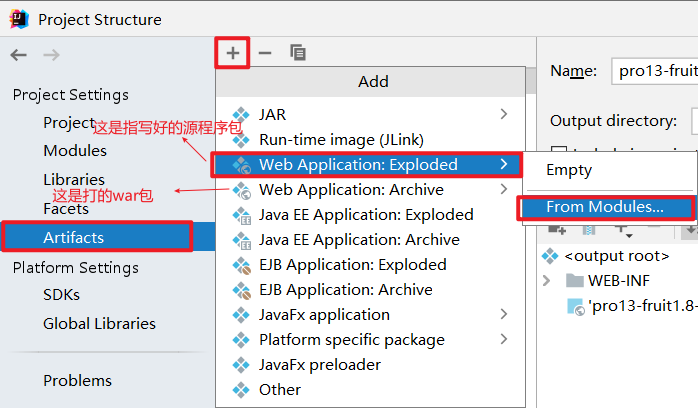 Project Structure
Project Settings
Project
Modules
Libraries
Facets
Artifacts
Platform Settings
SDKs
Global Libraries
Problems
这是指写好的源程序包
这是打的war包
Add
JAR
Run-time image (JLink)
Web Application: Exploded
Web Application: Archive
Java EE Application: Exploded
Java EE Application: Archive
EJB Application: Exploded
EJB Application: Archive
JavaFx application
Platform specific package
JavaFx preloader
Other
Empty
From Modules...
Name:
pro13-fruit
Output directory:
<output root>
WEB-INF
'pro13-fruit1.8-